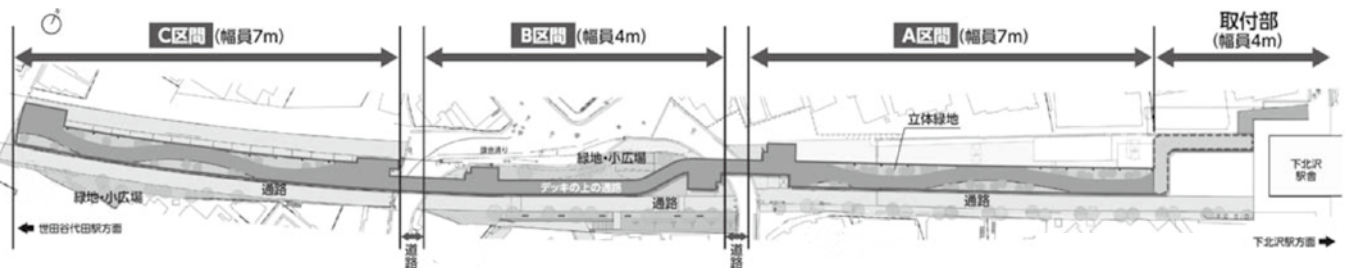 C区間 (幅員7m)
B区間 (幅員4m)
A区間 (幅員7m)
取付部
(幅員4m)
立体緑地
鎌倉通り
緑地・小広場
下北沢
駅舎
デッキの上の通路
通路
緑地・小広場
通路
通路
世田谷代田駅方面
道路
道路
下北沢駅方面